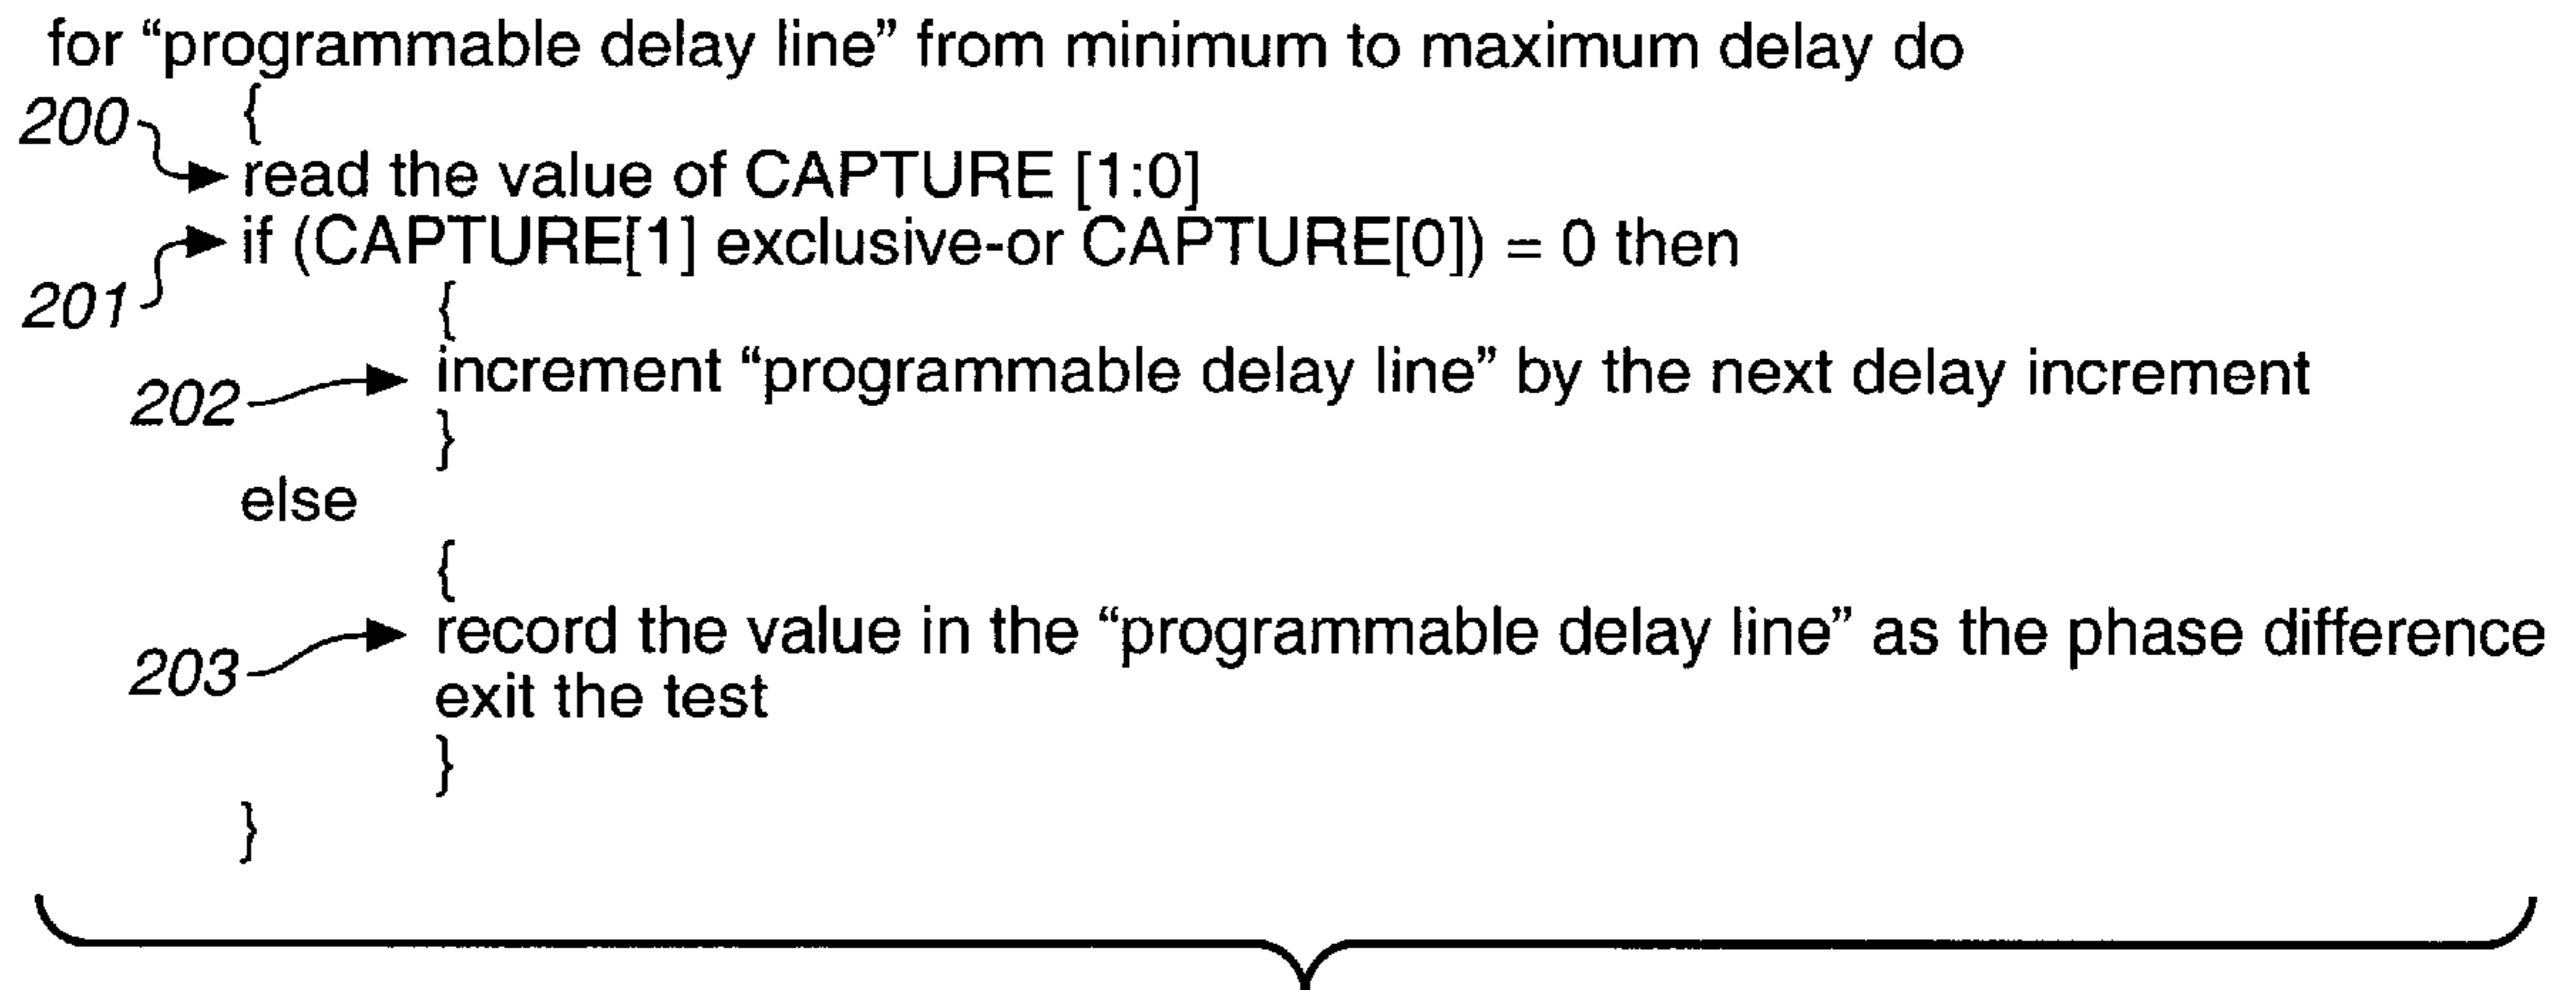 for “programmable delay line” from minimum to maximum delay do
{
200
read the value of CAPTURE [1:0]
if (CAPTURE[1] exclusive-or CAPTURE[0]) = 0 then
201
{
increment “programmable delay line” by the next delay increment
202
}
else
{
record the value in the “programmable delay line” as the phase difference
203
exit the test
}
}